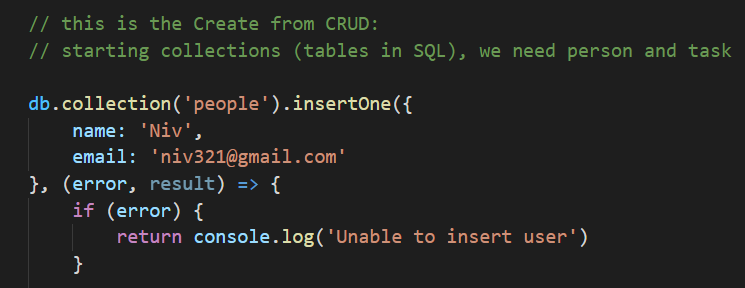 // this is the Create from CRUD:
// starting collections (tables in SQL), we need person and task
db.collection('people').insertOne({
name: 'Niv',
email: 'niv321@gmail.com'
}, (error, result) => {
if (error) {
return console.log('Unable to insert user')
}